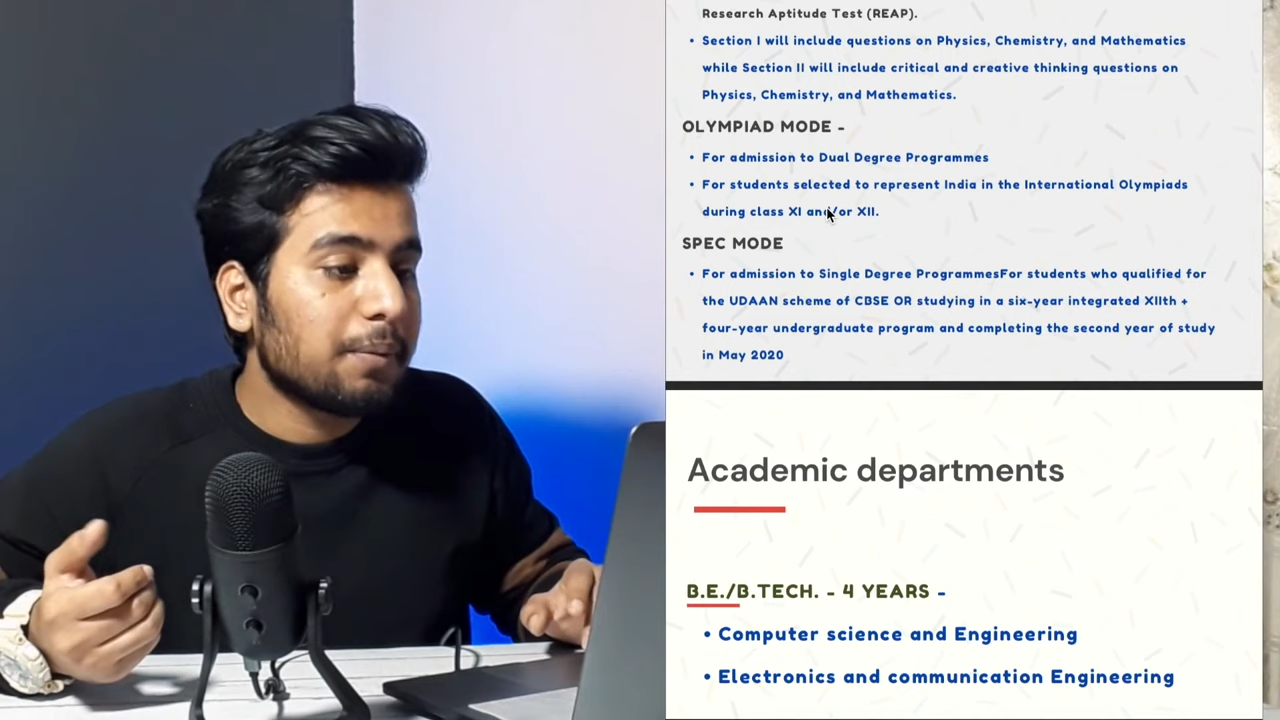 Research Aptitude Test (REAP).
• Section I will include questions on Physics, Chemistry, and Mathematics
while Section II will include critical and creative thinking questions on
Physics, Chemistry, and Mathematics.
OLYMPIAD MODE -
• For admission to Dual Degree Programmes
• For students selected to represent India in the International Olympiads
during class XI and/or XII.
SPEC MODE
• For admission to Single Degree ProgrammesFor students who qualified for
the UDAAN scheme of CBSE OR studying in a six-year integrated XIIth +
four-year undergraduate program and completing the second year of study
in May 2020
Academic departments
B.E./B.TECH. - 4 YEARS -
• Computer science and Engineering
• Electronics and communication Engineering